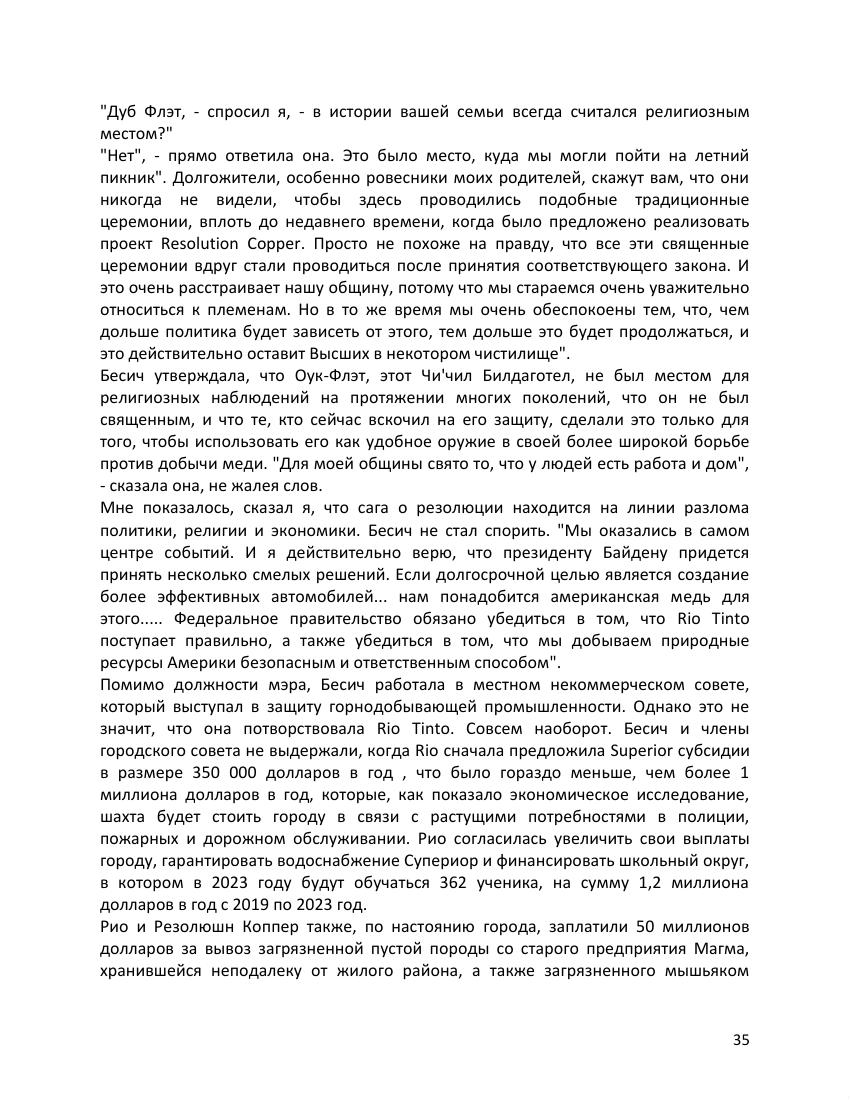 "Дуб Флэт, - спросил я, - в истории вашей семьи всегда считался религиозным
местом?"
"Нет", - прямо ответила она. Это было место, куда мы могли пойти на летний
пикник". Долгожители, особенно ровесники моих родителей, скажут вам, что они
никогда не видели, чтобы здесь проводились подобные традиционные
церемонии, вплоть до недавнего времени, когда было предложено реализовать
проект Resolution Copper. Просто не похоже на правду, что все эти священные
церемонии вдруг стали проводиться после принятия соответствующего закона. И
это очень расстраивает нашу общину, потому что мы стараемся очень уважительно
относиться к племенам. Но в то же время мы очень обеспокоены тем, что, чем
дольше политика будет зависеть от этого, тем дольше это будет продолжаться, и
это действительно оставит Высших в некотором чистилище".
Бесич утверждала, что Оук-Флэт, этот Чи'чил Билдаготел, не был местом для
религиозных наблюдений на протяжении многих поколений, что он не был
священным, и что те, кто сейчас вскочил на его защиту, сделали это только для
того, чтобы использовать его как удобное оружие в своей более широкой борьбе
против добычи меди. "Для моей общины свято то, что у людей есть работа и дом",
- сказала она, не жалея слов.
Мне показалось, сказал я, что сага о резолюции находится на линии разлома
политики, религии и экономики. Бесич не стал спорить. "Мы оказались в самом
центре событий. И я действительно верю, что президенту Байдену придется
принять несколько смелых решений. Если долгосрочной целью является создание
более эффективных автомобилей... нам понадобится американская медь для
этого..... Федеральное правительство обязано убедиться в том, что Rio Tinto
поступает правильно, а также убедиться в том, что мы добываем природные
ресурсы Америки безопасным и ответственным способом".
Помимо должности мэра, Бесич работала в местном некоммерческом совете,
который выступал в защиту горнодобывающей промышленности. Однако это не
значит, что она потворствовала Rio Tinto. Совсем наоборот. Бесич и члены
городского совета не выдержали, когда Rio сначала предложила Superior субсидии
в размере 350 000 долларов в год , что было гораздо меньше, чем более 1
миллиона долларов в год, которые, как показало экономическое исследование,
шахта будет стоить городу в связи с растущими потребностями в полиции,
пожарных и дорожном обслуживании. Рио согласилась увеличить свои выплаты
городу, гарантировать водоснабжение Супериор и финансировать школьный округ,
в котором в 2023 году будут обучаться 362 ученика, на сумму 1,2 миллиона
долларов в год с 2019 по 2023 год.
Рио и Резолюшн Коппер также, по настоянию города, заплатили 50 миллионов
долларов за вывоз загрязненной пустой породы со старого предприятия Магма,
хранившейся неподалеку от жилого района, а также загрязненного мышьяком
35